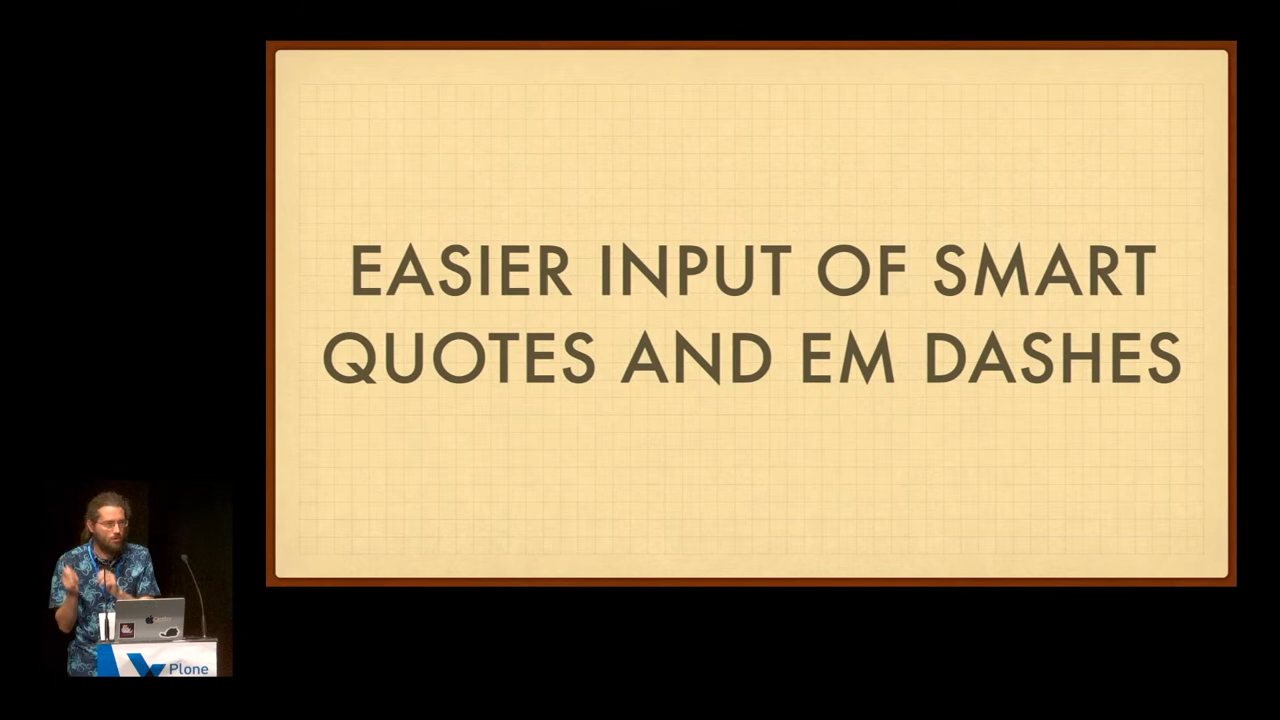 EASIER INPUT OF SMART
QUOTES AND EM DASHES
Plone